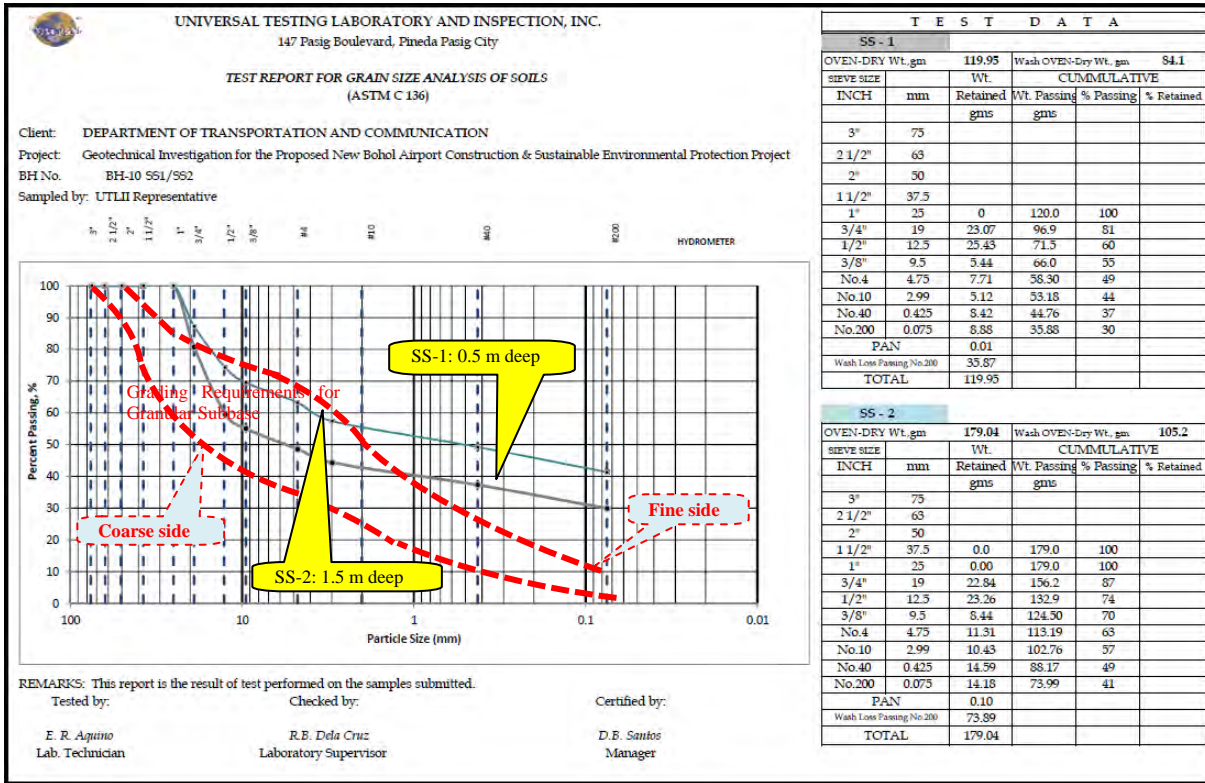 UNIVERSAL TESTING LABORATORY AND INSPECTION, INC.
147 Pasig Boulevard, Pineda Pasig City
TEST REPORT FOR GRAIN SIZE ANALYSIS OF SOILS
(ASTM C 136)
Client: DEPARTMENT OF TRANSPORTATION AND COMMUNICATION
Project: Geotechnical Investigation for the Proposed New Bohol Airport Construction & Sustainable Environmental Protection Project
BH No. BH-10 SS1/SS2
Sampled by: UTLII Representative
3" 2 1/2" 2" 1 1/2" 1" 3/4" 1/2" 3/8" #4 #10 #40 #200 HYDROMETER
Percent Passing, %
100
90
80
70
60
50
40
30
20
10
0
100 10 1 0.1 0.01
Particle Size (mm)
SS-1: 0.5 m deep
Grading Requirements for
Granular Subbase
Coarse side
Fine side
SS-2: 1.5 m deep
REMARKS: This report is the result of test performed on the samples submitted.
Tested by: Checked by: Certified by:
E. R. Aquino R.B. Dela Cruz D.B. Santos
Lab. Technician Laboratory Supervisor Manager
T E S T D A T A
SS - 1
OVEN-DRY Wt.,gm 119.95 Wash OVEN-Dry Wt., gm 84.1
SIEVE SIZE Wt. CUMMULATIVE
INCH mm Retained Wt. Passing % Passing % Retained
gms gms
3" 75
2 1/2" 63
2" 50
1 1/2" 37.5
1" 25 0 120.0 100
3/4" 19 23.07 96.9 81
1/2" 12.5 25.43 71.5 60
3/8" 9.5 5.44 66.0 55
No.4 4.75 7.71 58.30 49
No.10 2.99 5.12 53.18 44
No.40 0.425 8.42 44.76 37
No.200 0.075 8.88 35.88 30
PAN 0.01
Wash Loss Passing No.200 35.87
TOTAL 119.95
SS - 2
OVEN-DRY Wt.,gm 179.04 Wash OVEN-Dry Wt., gm 105.2
SIEVE SIZE Wt. CUMMULATIVE
INCH mm Retained Wt. Passing % Passing % Retained
gms gms
3" 75
2 1/2" 63
2" 50
1 1/2" 37.5 0.0 179.0 100
1" 25 0.00 179.0 100
3/4" 19 22.84 156.2 87
1/2" 12.5 23.26 132.9 74
3/8" 9.5 8.44 124.50 70
No.4 4.75 11.31 113.19 63
No.10 2.99 10.43 102.76 57
No.40 0.425 14.59 88.17 49
No.200 0.075 14.18 73.99 41
PAN 0.10
Wash Loss Passing No.200 73.89
TOTAL 179.04